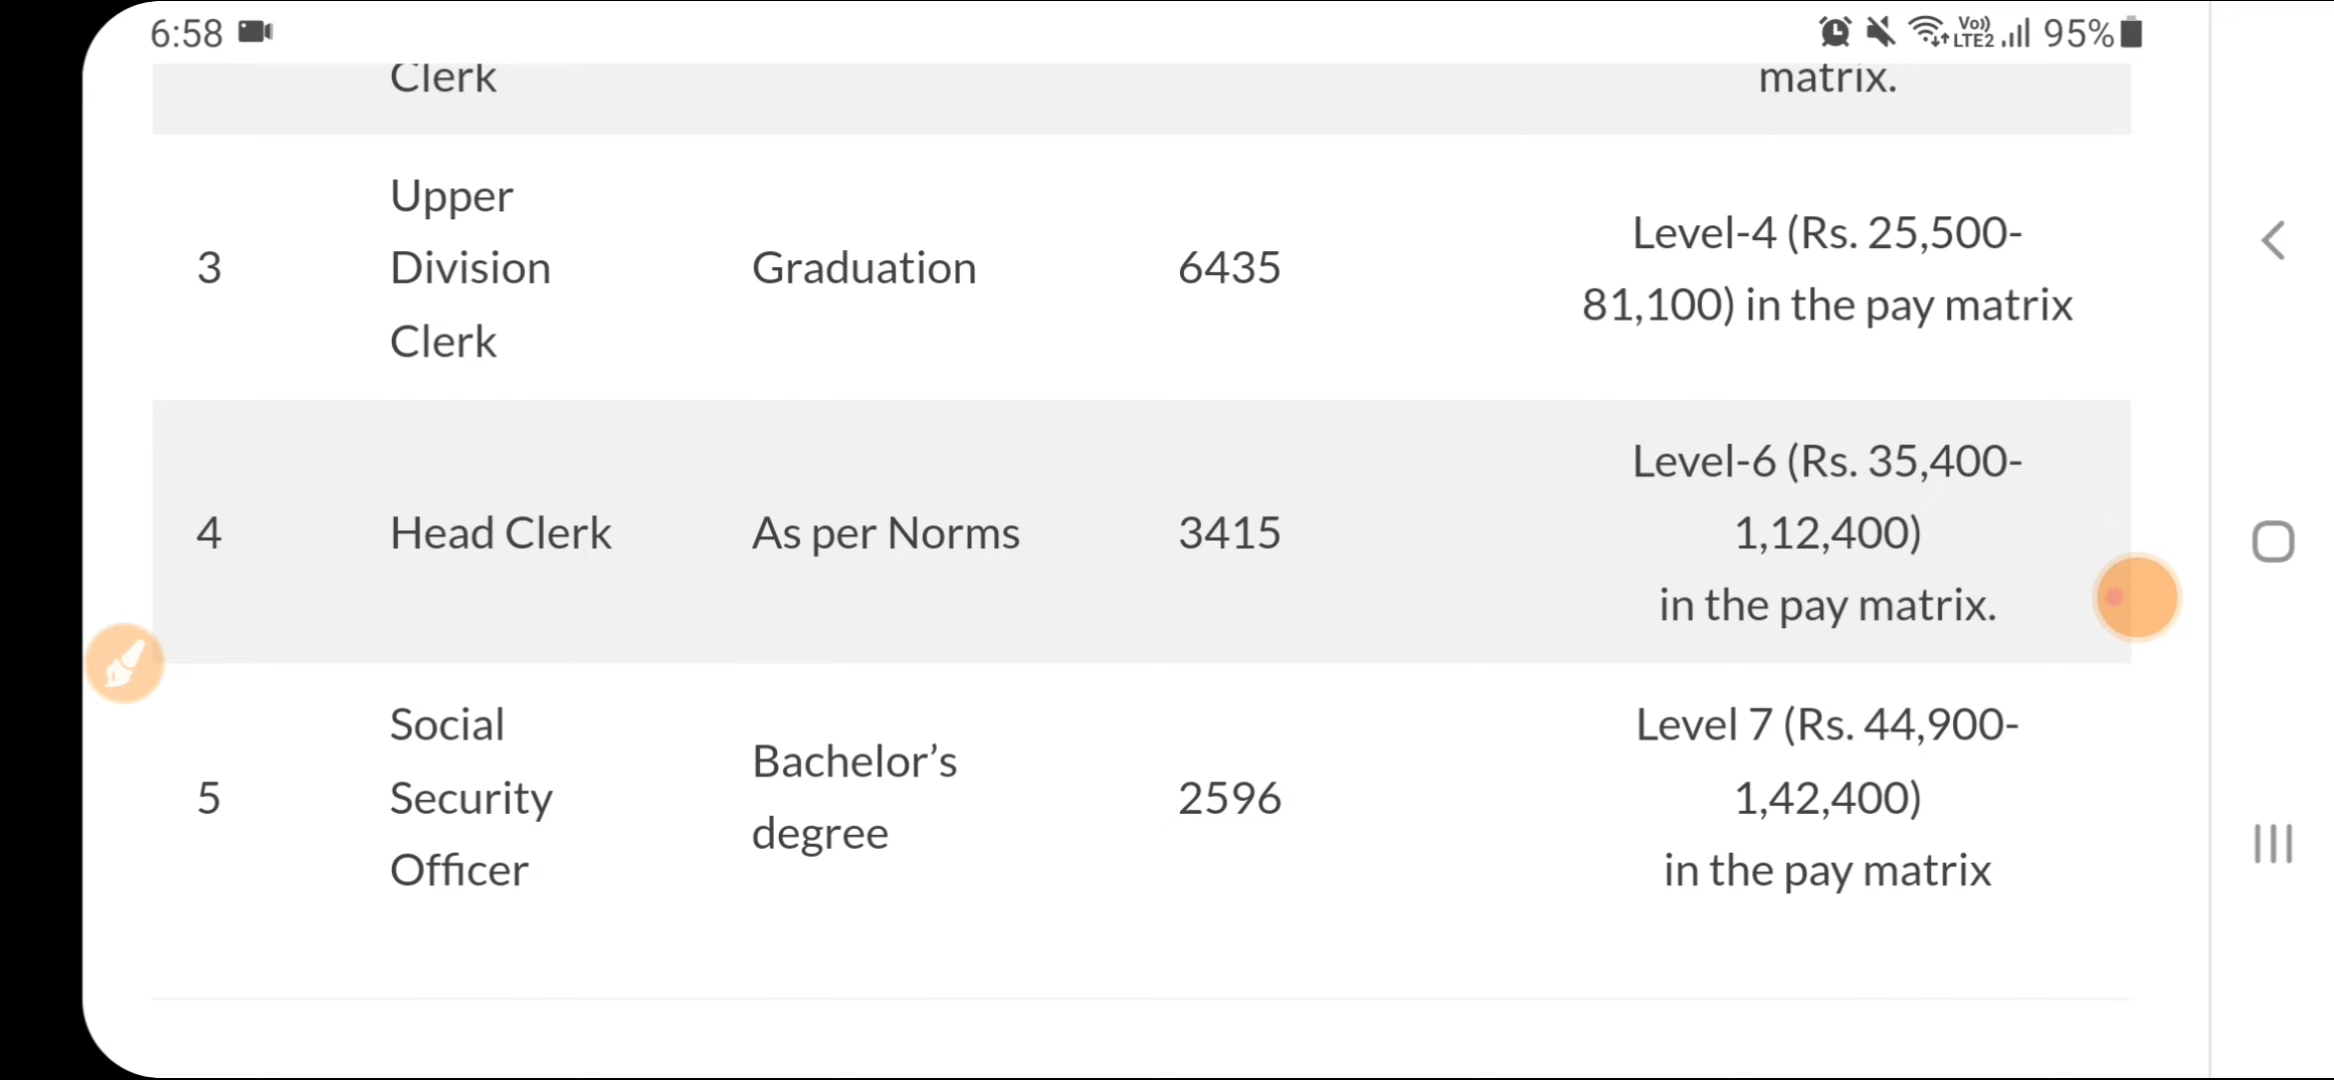 6:58
Vo)) LTE2 95%
Clerk matrix.
3 Upper Division Clerk Graduation 6435 Level-4 (Rs. 25,500-
81,100) in the pay matrix
4 Head Clerk As per Norms 3415 Level-6 (Rs. 35,400-
1,12,400)
in the pay matrix.
5 Social Security Officer Bachelor’s degree 2596 Level 7 (Rs. 44,900-
1,42,400)
in the pay matrix